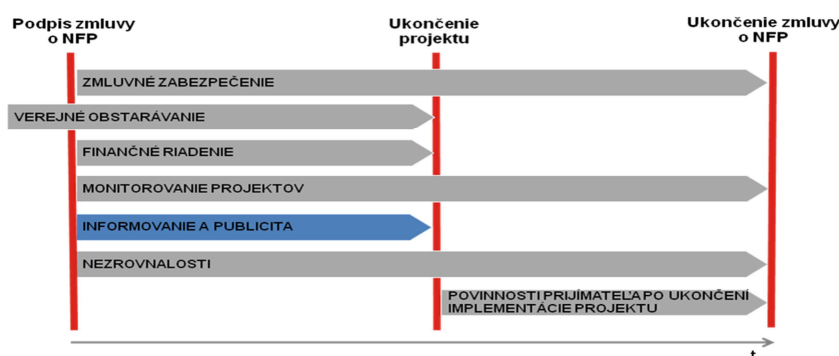 Podpis zmluvy
o NFP
Ukončenie
projektu
Ukončenie zmluvy
o NFP
ZMLUVNÉ ZABEZPEČENIE
VEREJNÉ OBSTARÁVANIE
FINANČNÉ RIADENIE
MONITOROVANIE PROJEKTOV
INFORMOVANIE A PUBLICITA
NEZROVNALOSTI
POVINNOSTI PRIJÍMATEĽA PO UKONČENÍ
IMPLEMENTÁCIE PROJEKTU
t